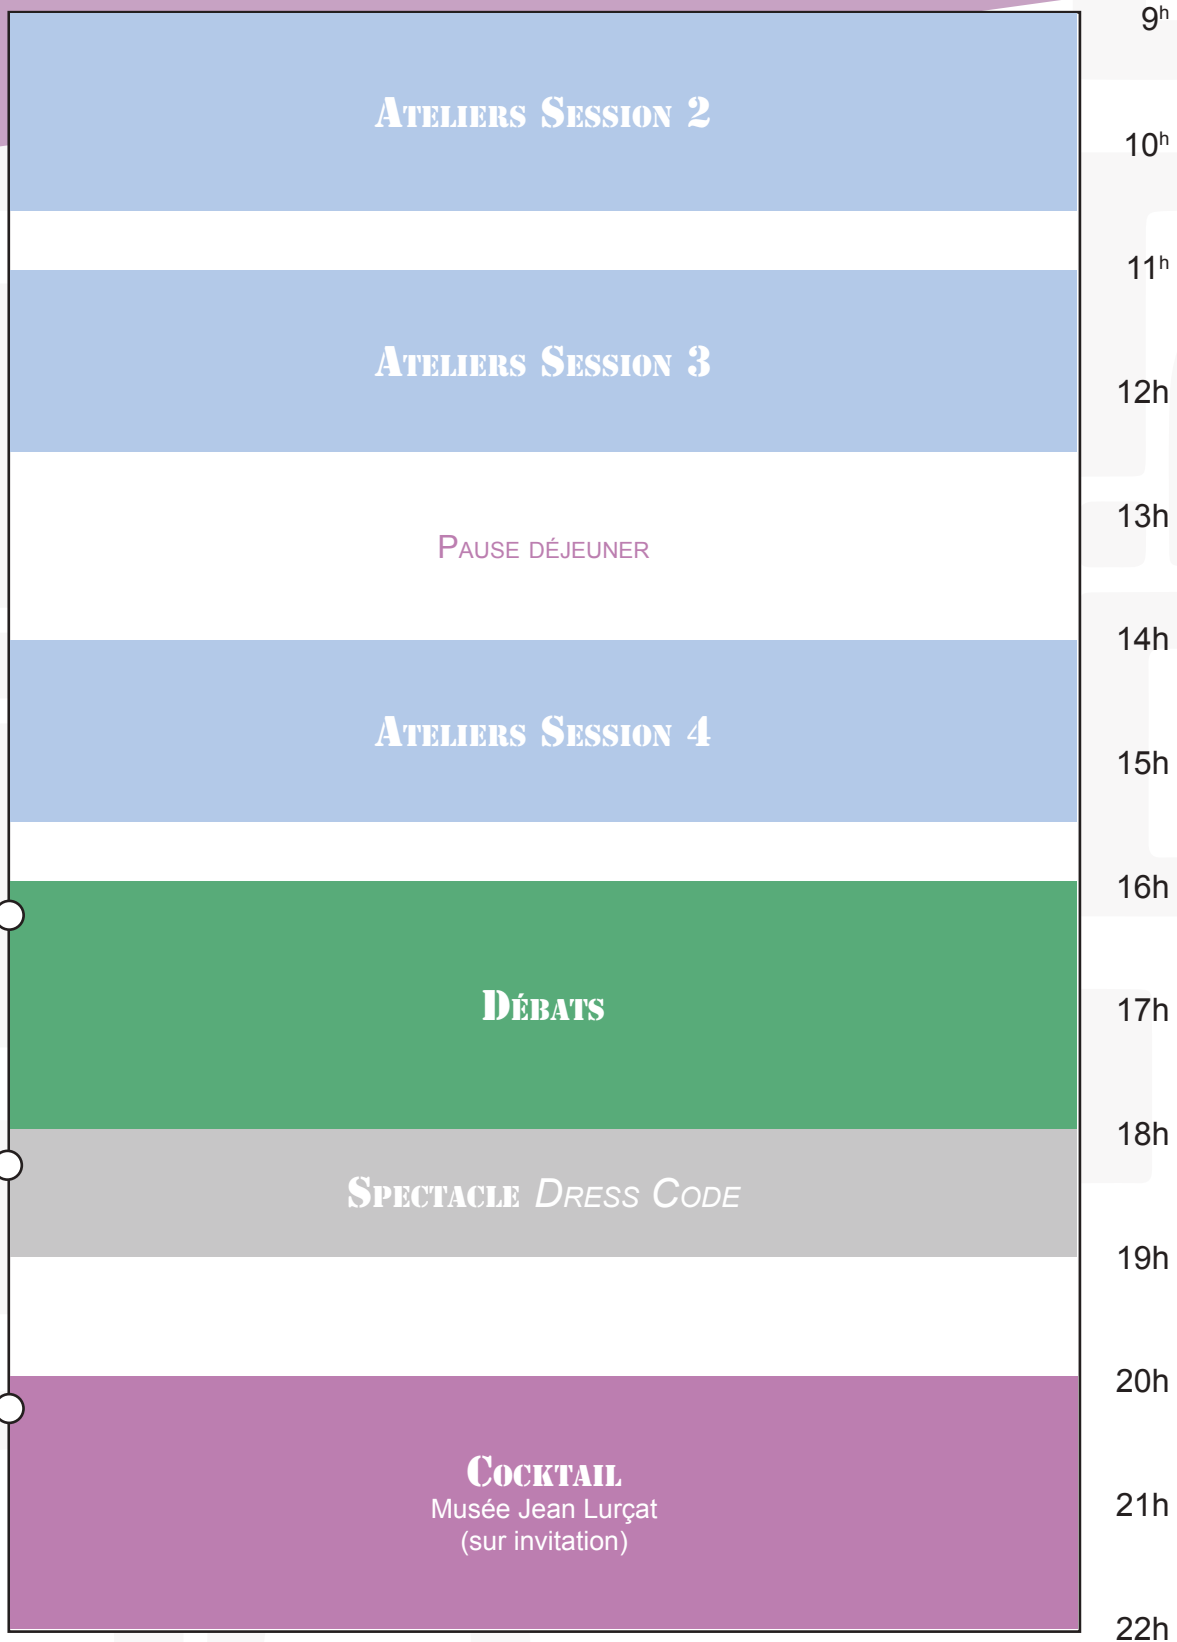 9h
Ateliers Session 2
10h
11h
Ateliers Session 3
12h
13h
Pause déjeuner
14h
Ateliers Session 4
15h
16h
Débats
17h
18h
Spectacle Dress Code
19h
20h
Cocktail
21h
Musée Jean Lurçat
(sur invitation)
22h